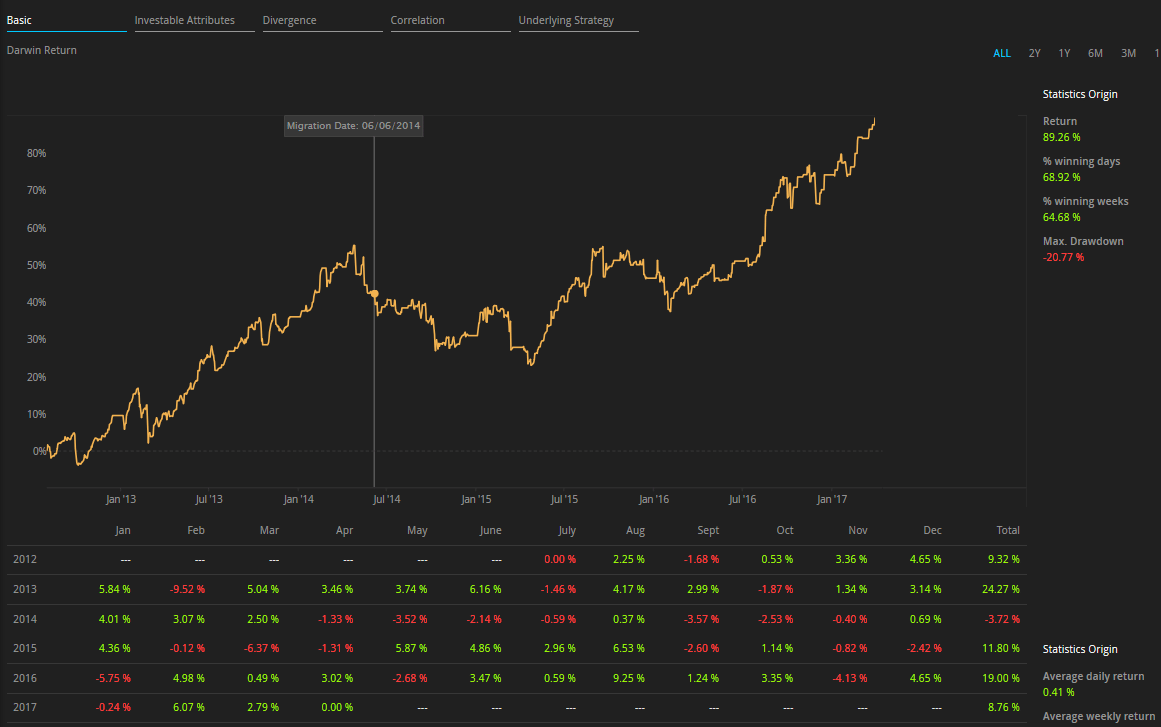 Basic Investable Attributes Divergence Correlation Underlying Strategy
Darwin Return
ALL 2Y 1Y 6M 3M 1
Statistics Origin
Return
89.26 %
% winning days
68.92 %
% winning weeks
64.68 %
Max. Drawdown
-20.77 %
Migration Date: 06/06/2014
80%
70%
60%
50%
40%
30%
20%
10%
0%
Jan '13 Jul '13 Jan '14 Jul '14 Jan '15 Jul '15 Jan '16 Jul '16 Jan '17
Jan Feb Mar Apr May June July Aug Sept Oct Nov Dec Total
2012 --- --- --- --- --- --- 0.00 % 2.25 % -1.68 % 0.53 % 3.36 % 4.65 % 9.32 %
2013 5.84 % -9.52 % 5.04 % 3.46 % 3.74 % 6.16 % -1.46 % 4.17 % 2.99 % -1.87 % 1.34 % 3.14 % 24.27 %
2014 4.01 % 3.07 % 2.50 % -1.33 % -3.52 % -2.14 % -0.59 % 0.37 % -3.57 % -2.53 % -0.40 % 0.69 % -3.72 %
2015 4.36 % -0.12 % -6.37 % -1.31 % 5.87 % 4.86 % 2.96 % 6.53 % -2.60 % 1.14 % -0.82 % -2.42 % 11.80 %
2016 -5.75 % 4.98 % 0.49 % 3.02 % -2.68 % 3.47 % 0.59 % 9.25 % 1.24 % 3.35 % -4.13 % 4.65 % 19.00 %
2017 -0.24 % 6.07 % 2.79 % 0.00 % --- --- --- --- --- --- --- --- 8.76 %
Statistics Origin
Average daily return
0.41 %
Average weekly return